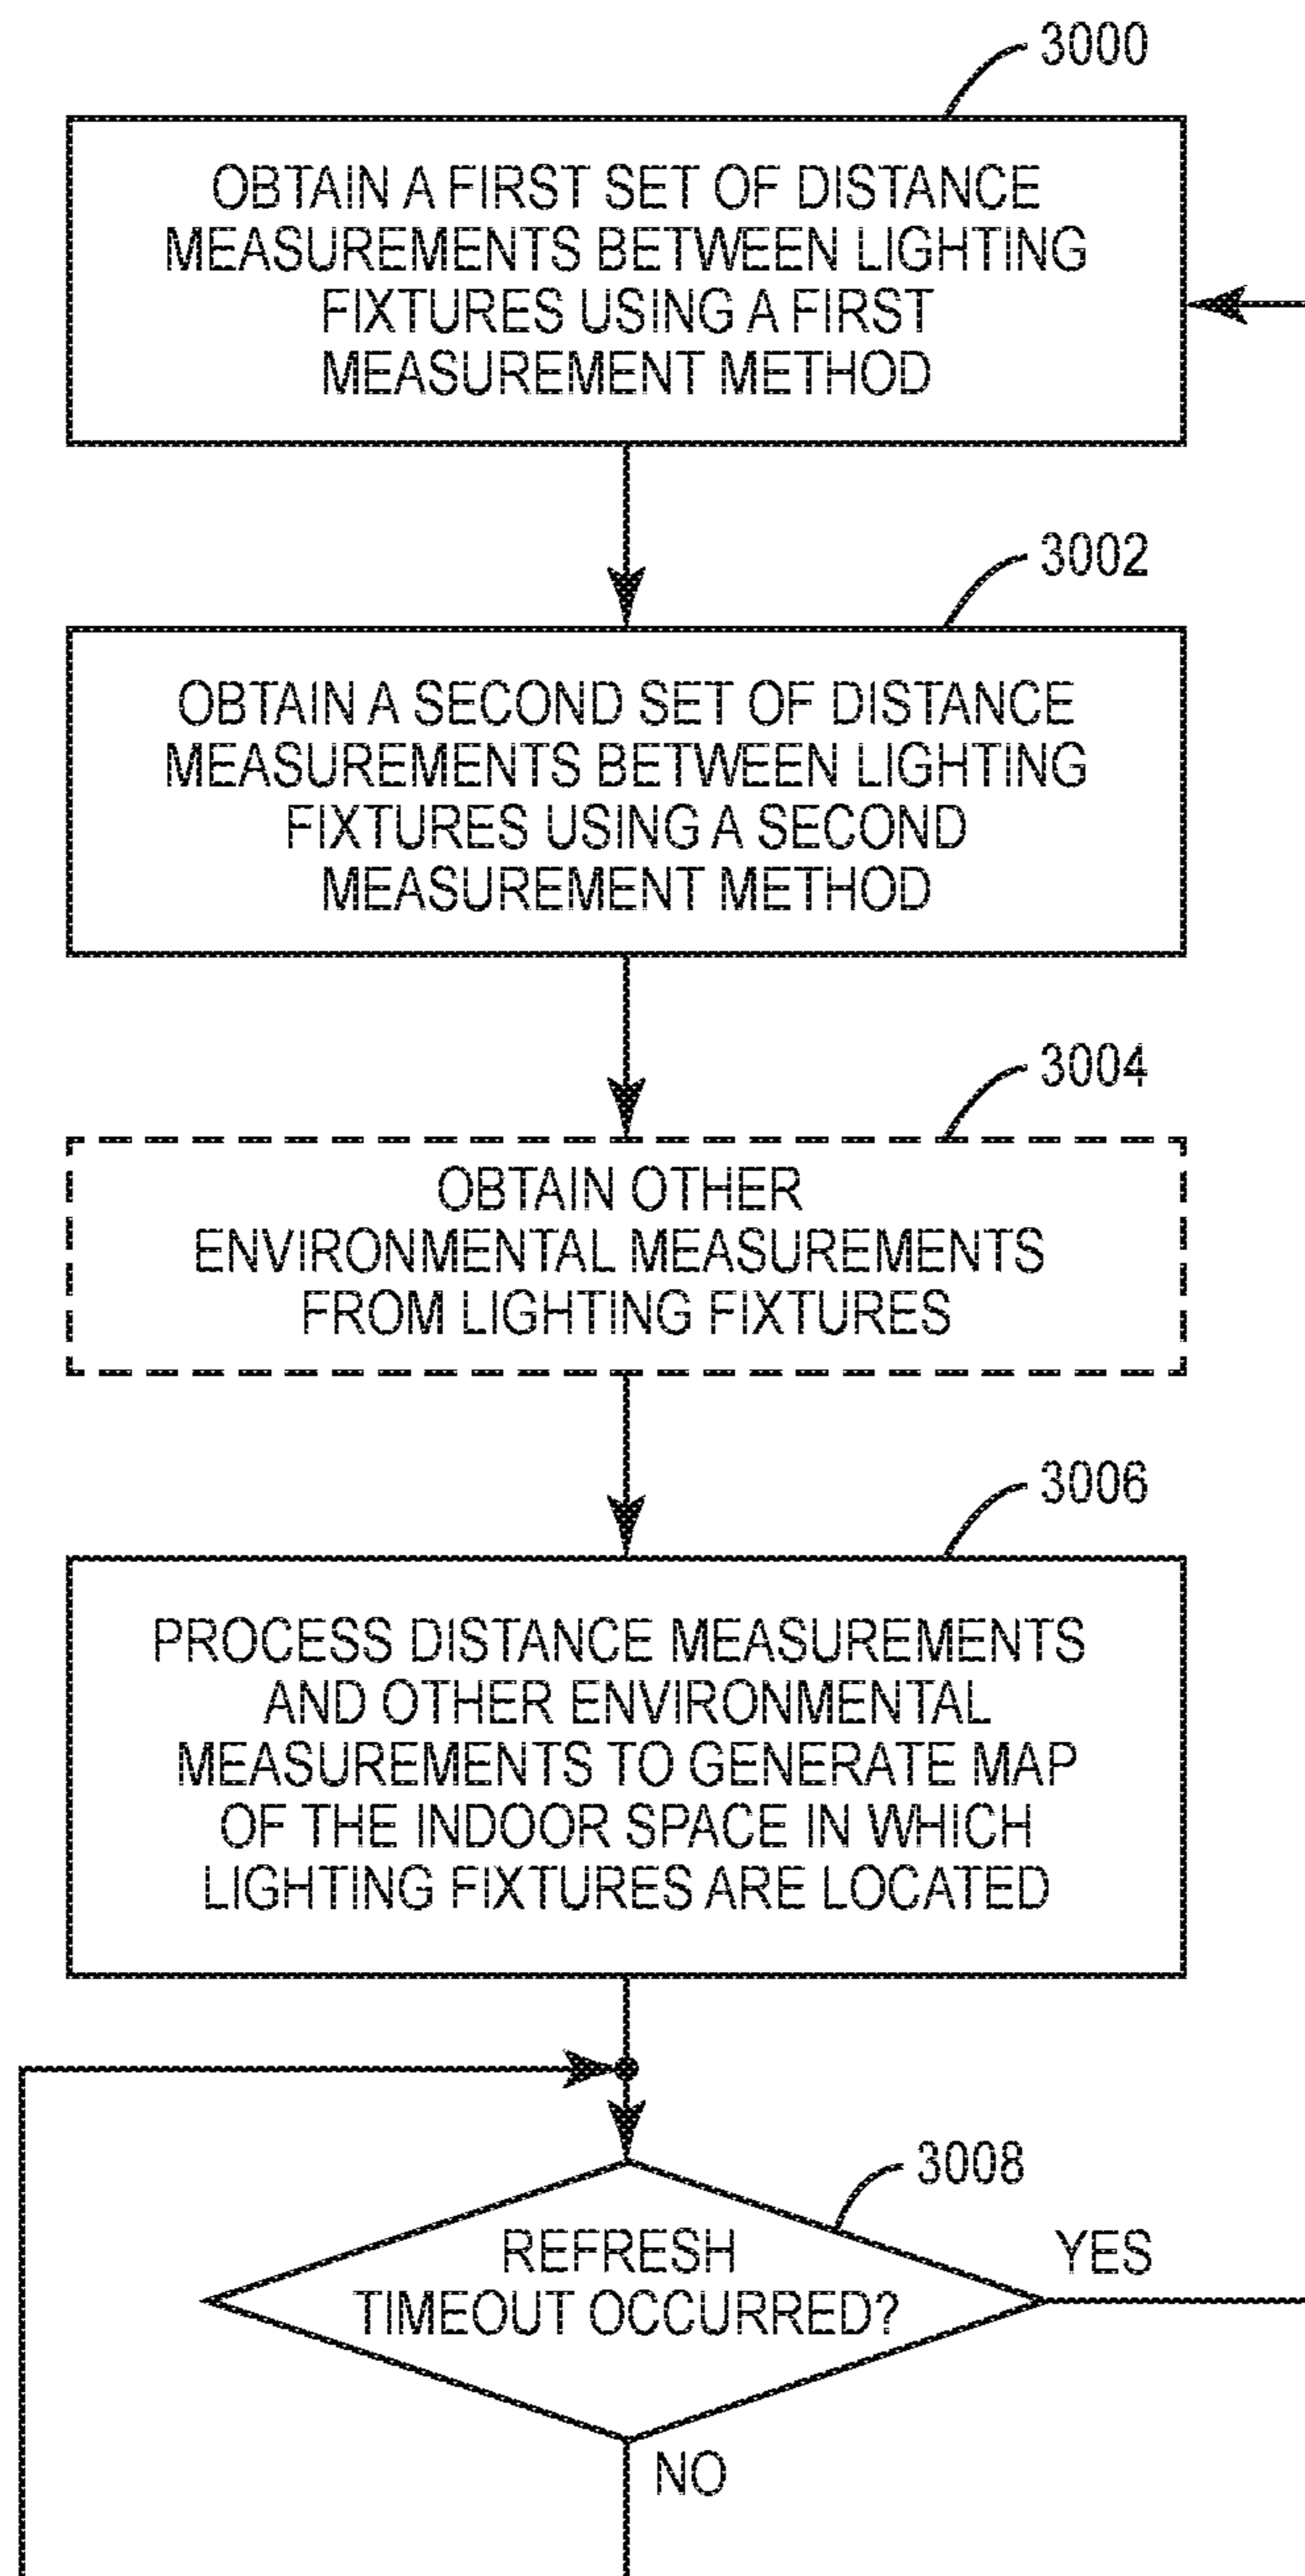 3000
OBTAIN A FIRST SET OF DISTANCE
MEASUREMENTS BETWEEN LIGHTING
FIXTURES USING A FIRST
MEASUREMENT METHOD
3002
OBTAIN A SECOND SET OF DISTANCE
MEASUREMENTS BETWEEN LIGHTING
FIXTURES USING A SECOND
MEASUREMENT METHOD
3004
OBTAIN OTHER
ENVIRONMENTAL MEASUREMENTS
FROM LIGHTING FIXTURES
3006
PROCESS DISTANCE MEASUREMENTS
AND OTHER ENVIRONMENTAL
MEASUREMENTS TO GENERATE MAP
OF THE INDOOR SPACE IN WHICH
LIGHTING FIXTURES ARE LOCATED
3008
REFRESH
TIMEOUT OCCURRED?
YES
NO